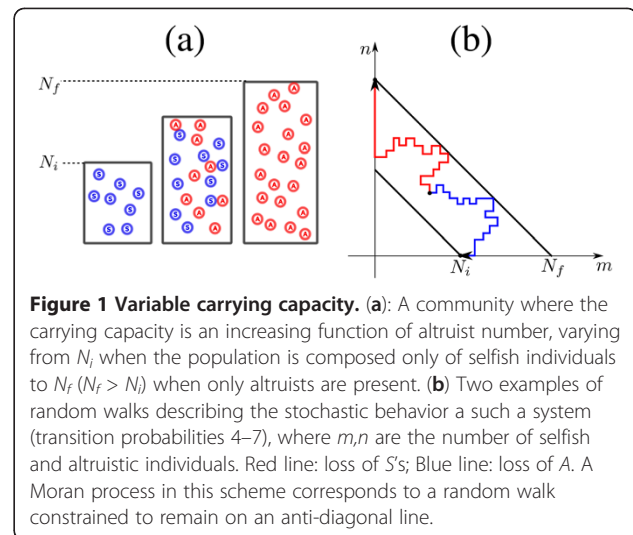 (a)
(b)
N_f
N_i
n
N_i
N_f
m
Figure 1 Variable carrying capacity. (a): A community where the
carrying capacity is an increasing function of altruist number, varying
from N_i when the population is composed only of selfish individuals
to N_f (N_f > N_i) when only altruists are present. (b) Two examples of
random walks describing the stochastic behavior a such a system
(transition probabilities 4–7), where m,n are the number of selfish
and altruistic individuals. Red line: loss of S's; Blue line: loss of A. A
Moran process in this scheme corresponds to a random walk
constrained to remain on an anti-diagonal line.